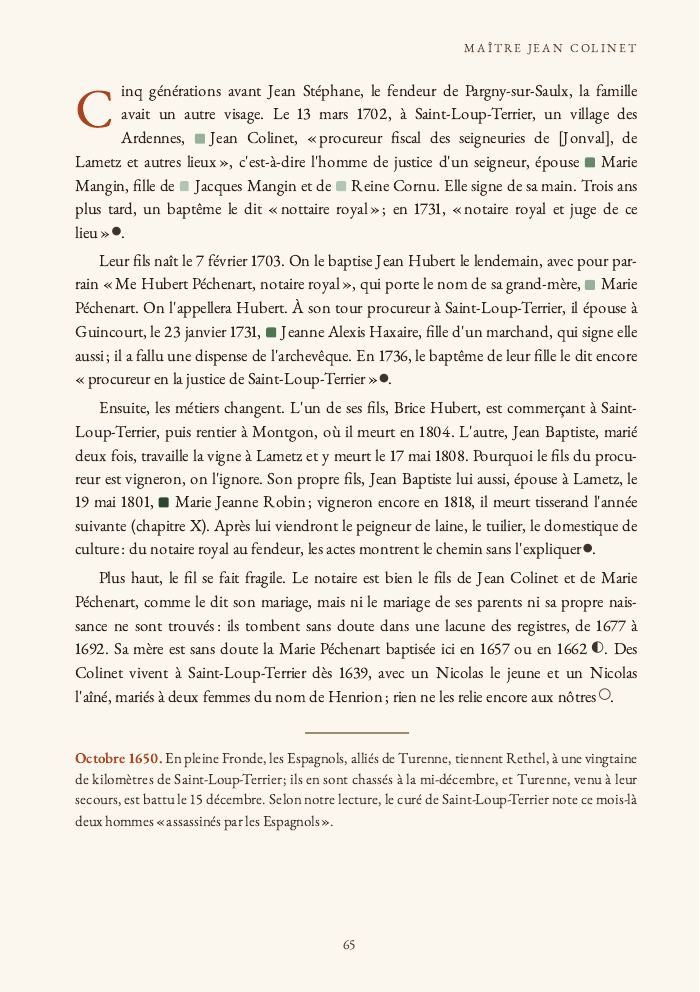 MAÎTRE JEAN COLINET
Cinq générations avant Jean Stéphane, le fendeur de Pargny-sur-Saulx, la famille
avait un autre visage. Le 13 mars 1702, à Saint-Loup-Terrier, un village des
Ardennes, Jean Colinet, « procureur fiscal des seigneuries de [Jonval], de
Lametz et autres lieux », c'est-à-dire l'homme de justice d'un seigneur, épouse Marie
Mangin, fille de Jacques Mangin et de Reine Cornu. Elle signe de sa main. Trois ans
plus tard, un baptême le dit « nottaire royal » ; en 1731, « notaire royal et juge de ce
lieu » ●.
Leur fils naît le 7 février 1703. On le baptise Jean Hubert le lendemain, avec pour par-
rain « Me Hubert Péchenart, notaire royal », qui porte le nom de sa grand-mère, Marie
Péchenart. On l'appellera Hubert. À son tour procureur à Saint-Loup-Terrier, il épouse à
Guincourt, le 23 janvier 1731, Jeanne Alexis Haxaire, fille d'un marchand, qui signe elle
aussi ; il a fallu une dispense de l'archevêque. En 1736, le baptême de leur fille le dit encore
« procureur en la justice de Saint-Loup-Terrier » ●.
Ensuite, les métiers changent. L'un de ses fils, Brice Hubert, est commerçant à Saint-
Loup-Terrier, puis rentier à Montgon, où il meurt en 1804. L'autre, Jean Baptiste, marié
deux fois, travaille la vigne à Lametz et y meurt le 17 mai 1808. Pourquoi le fils du procu-
reur est vigneron, on l'ignore. Son propre fils, Jean Baptiste lui aussi, épouse à Lametz, le
19 mai 1801, Marie Jeanne Robin ; vigneron encore en 1818, il meurt tisserand l'année
suivante (chapitre X). Après lui viendront le peigneur de laine, le tuilier, le domestique de
culture : du notaire royal au fendeur, les actes montrent le chemin sans l'expliquer ●.
Plus haut, le fil se fait fragile. Le notaire est bien le fils de Jean Colinet et de Marie
Péchenart, comme le dit son mariage, mais ni le mariage de ses parents ni sa propre nais-
sance ne sont trouvés : ils tombent sans doute dans une lacune des registres, de 1677 à
1692. Sa mère est sans doute la Marie Péchenart baptisée ici en 1657 ou en 1662 ◐. Des
Colinet vivent à Saint-Loup-Terrier dès 1639, avec un Nicolas le jeune et un Nicolas
l'aîné, mariés à deux femmes du nom de Henrion ; rien ne les relie encore aux nôtres ○.
Octobre 1650. En pleine Fronde, les Espagnols, alliés de Turenne, tiennent Rethel, à une vingtaine
de kilomètres de Saint-Loup-Terrier ; ils en sont chassés à la mi-décembre, et Turenne, venu à leur
secours, est battu le 15 décembre. Selon notre lecture, le curé de Saint-Loup-Terrier note ce mois-là
deux hommes « assassinés par les Espagnols ».
65